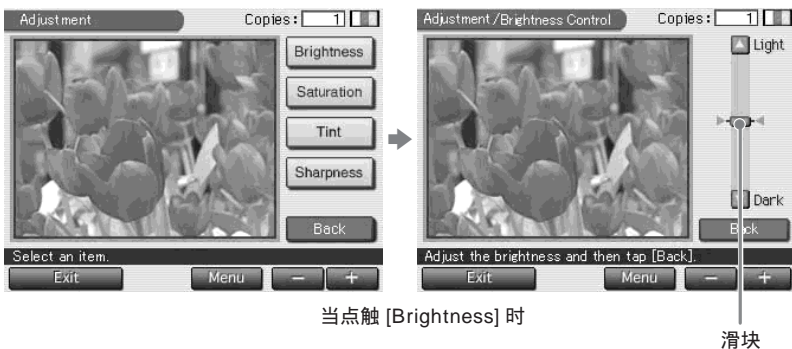 Adjustment
Copies: 1
Brightness
Saturation
Tint
Sharpness
Back
Select an item.
Exit Menu − +
Adjustment/Brightness Control
Copies: 1
Light
Dark
Back
Adjust the brightness and then tap [Back].
Exit Menu − +
当点触 [Brightness] 时
滑块